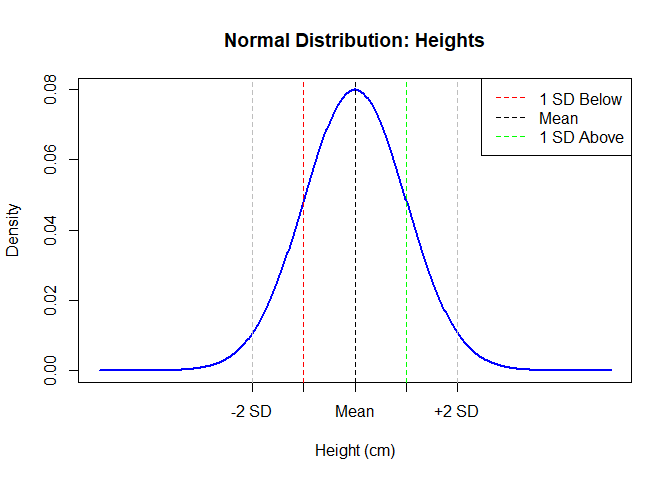 Normal Distribution: Heights
1 SD Below
Mean
1 SD Above
Density
0.08
0.06
0.04
0.02
0.00
-2 SD
Mean
+2 SD
Height (cm)